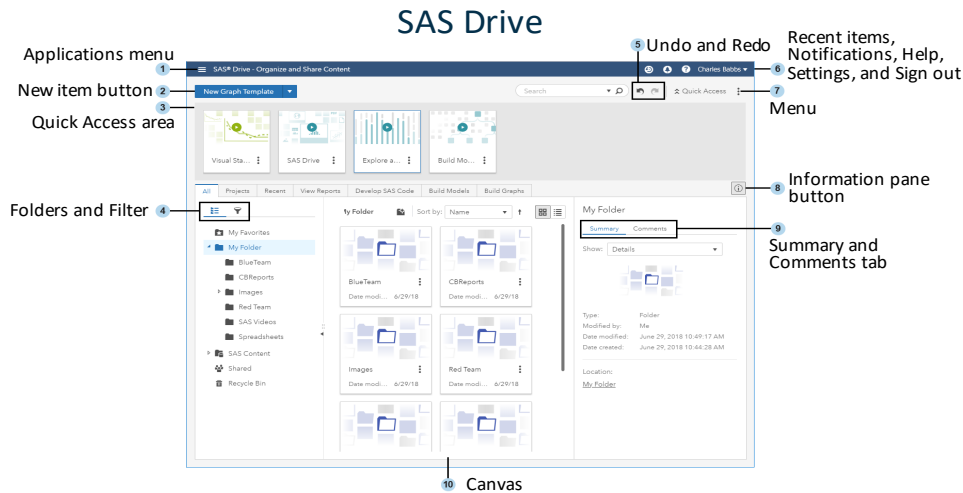 SAS Drive
Applications menu
1
SAS® Drive - Organize and Share Content
5
Undo and Redo
Charles Babbs
6
Recent items,
Notifications, Help,
Settings, and Sign out
New item button
2
New Graph Template
Search
Quick Access
7
Menu
3
Quick Access area
Visual Sta...
SAS Drive
Explore a...
Build Mo...
All
Projects
Recent
View Reports
Develop SAS Code
Build Models
Build Graphs
8
Information pane
button
Folders and Filter
4
My Favorites
My Folder
BlueTeam
CBReports
Images
Red Team
SAS Videos
Spreadsheets
SAS Content
Shared
Recycle Bin
My Folder
Sort by:
Name
BlueTeam
Date modi... 6/29/18
CBReports
Date modi... 6/29/18
Images
Date modi... 6/29/18
Red Team
Date modi... 6/29/18
My Folder
Summary
Comments
9
Summary and
Comments tab
Show:
Details
Type: Folder
Modified by: Me
Date modified: June 29, 2018 10:49:17 AM
Date created: June 29, 2018 10:44:28 AM
Location:
My Folder
10
Canvas